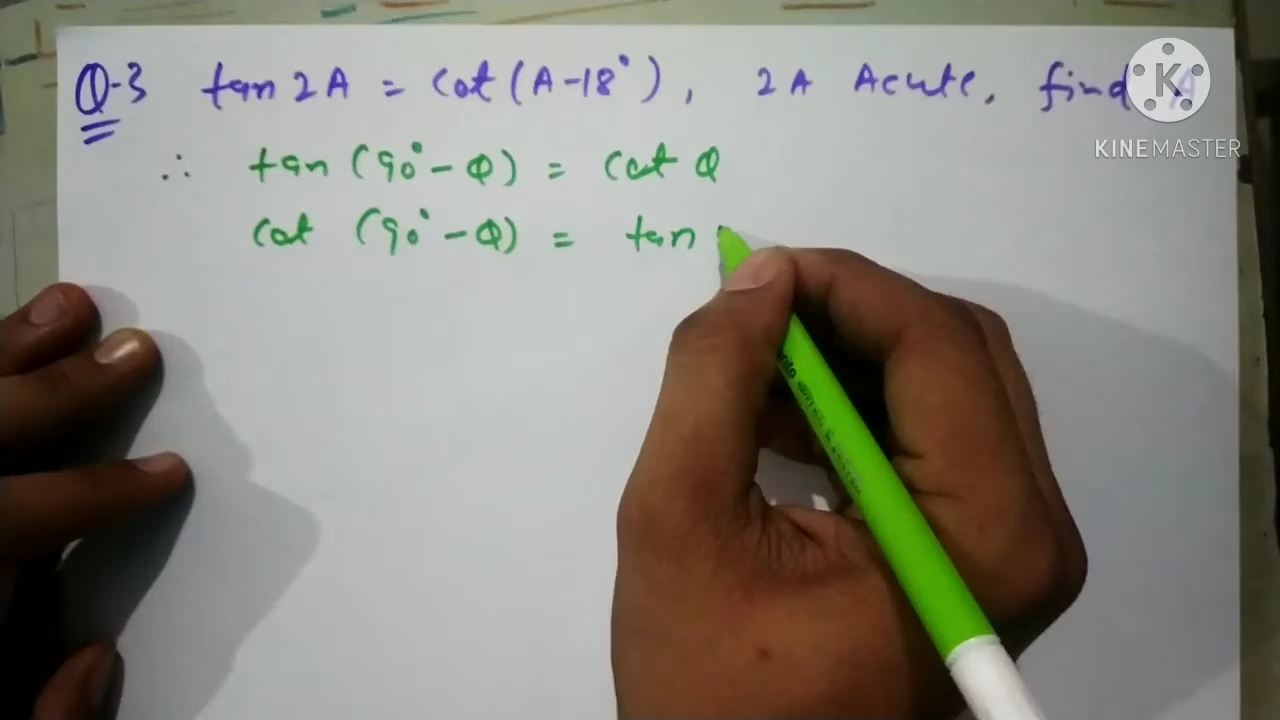 Q-3 tan 2A = cot (A-18°), 2A Acute, find A
∴ tan (90° - θ) = cot θ
cot (90° - θ) = tan
K
KINEMASTER